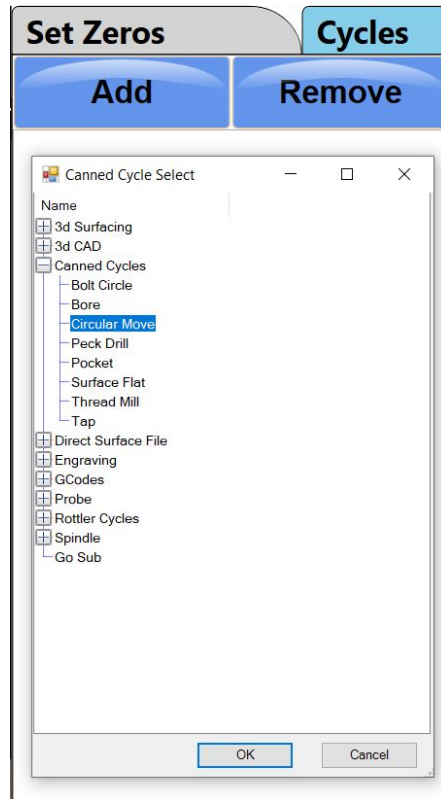 Set Zeros Cycles
Add Remove
Canned Cycle Select
Name
3d Surfacing
3d CAD
Canned Cycles
Bolt Circle
Bore
Circular Move
Peck Drill
Pocket
Surface Flat
Thread Mill
Tap
Direct Surface File
Engraving
GCodes
Probe
Rottler Cycles
Spindle
Go Sub
OK Cancel